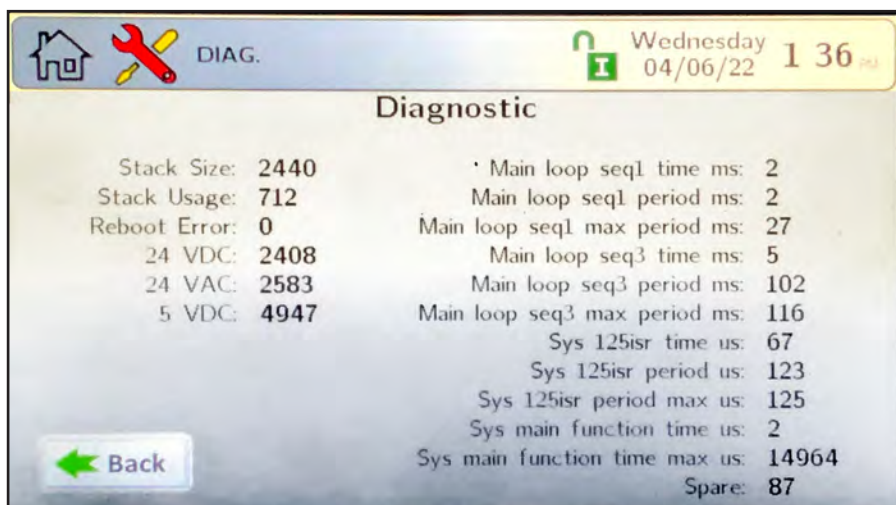 DIAG.
Wednesday
04/06/22
1 36 PM
Diagnostic
Stack Size: 2440
Stack Usage: 712
Reboot Error: 0
24 VDC: 2408
24 VAC: 2583
5 VDC: 4947
Main loop seq1 time ms: 2
Main loop seq1 period ms: 2
Main loop seq1 max period ms: 27
Main loop seq3 time ms: 5
Main loop seq3 period ms: 102
Main loop seq3 max period ms: 116
Sys 125isr time us: 67
Sys 125isr period us: 123
Sys 125isr period max us: 125
Sys main function time us: 2
Sys main function time max us: 14964
Spare: 87
I
Back